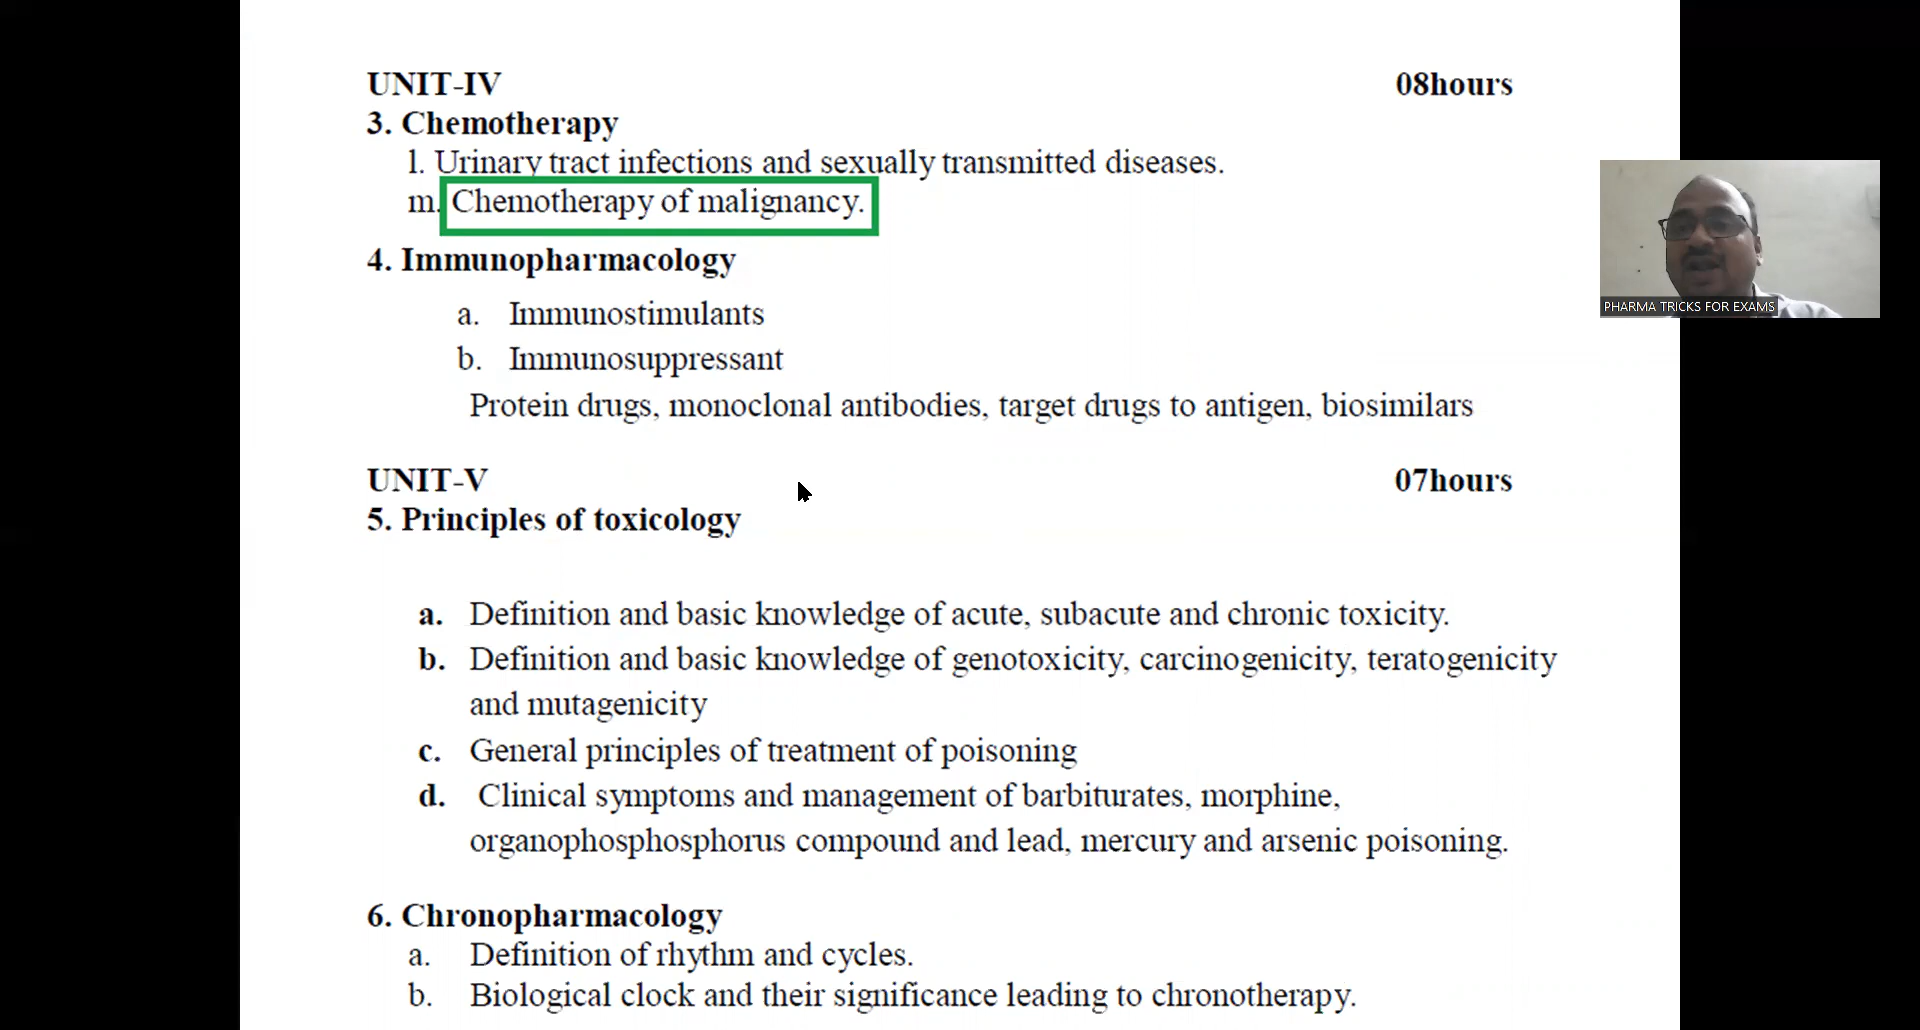 UNIT-IV 08hours
3. Chemotherapy
l. Urinary tract infections and sexually transmitted diseases.
m. Chemotherapy of malignancy.
4. Immunopharmacology
a. Immunostimulants
b. Immunosuppressant
Protein drugs, monoclonal antibodies, target drugs to antigen, biosimilars
PHARMA TRICKS FOR EXAMS
UNIT-V 07hours
5. Principles of toxicology
a. Definition and basic knowledge of acute, subacute and chronic toxicity.
b. Definition and basic knowledge of genotoxicity, carcinogenicity, teratogenicity
and mutagenicity
c. General principles of treatment of poisoning
d. Clinical symptoms and management of barbiturates, morphine,
organophosphosphorus compound and lead, mercury and arsenic poisoning.
6. Chronopharmacology
a. Definition of rhythm and cycles.
b. Biological clock and their significance leading to chronotherapy.